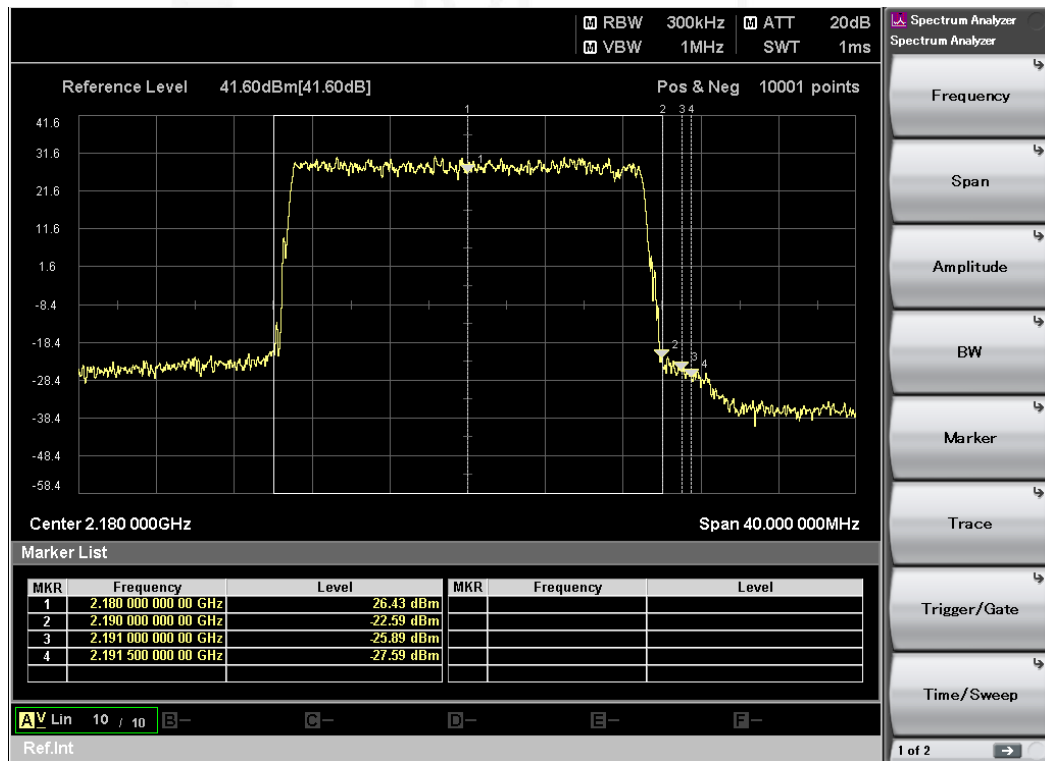 M RBW 300kHz M ATT 20dB
M VBW 1MHz SWT 1ms
Reference Level 41.60dBm[41.60dB] Pos & Neg 10001 points
1 2 3 4
41.6
31.6
21.6
11.6
1.6
-8.4
-18.4
-28.4
-38.4
-48.4
-58.4
1
2
3
4
Center 2.180 000GHz Span 40.000 000MHz
Marker List
MKR Frequency Level MKR Frequency Level
1 2.180 000 000 00 GHz 26.43 dBm
2 2.190 000 000 00 GHz -22.59 dBm
3 2.191 000 000 00 GHz -25.89 dBm
4 2.191 500 000 00 GHz -27.59 dBm
A V Lin 10 / 10 B- C- D- E- F-
Ref.Int
Spectrum Analyzer
Spectrum Analyzer
Frequency
Span
Amplitude
BW
Marker
Trace
Trigger/Gate
Time/Sweep
1 of 2